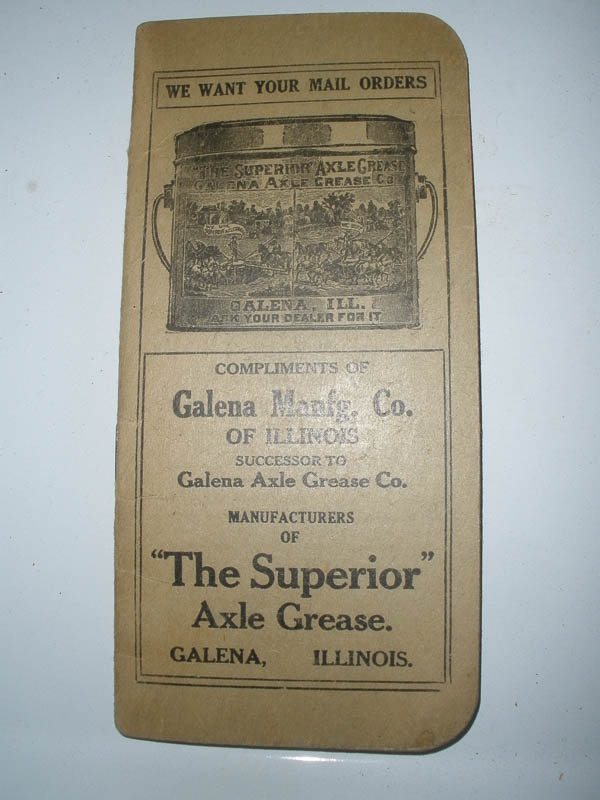 WE WANT YOUR MAIL ORDERS
"THE SUPERIOR" AXLE GREASE
GALENA AXLE GREASE CO
GALENA, ILL.
ASK YOUR DEALER FOR IT
COMPLIMENTS OF
Galena Manfg. Co.
OF ILLINOIS
SUCCESSOR TO
Galena Axle Grease Co.
MANUFACTURERS
OF
"The Superior"
Axle Grease.
GALENA, ILLINOIS.